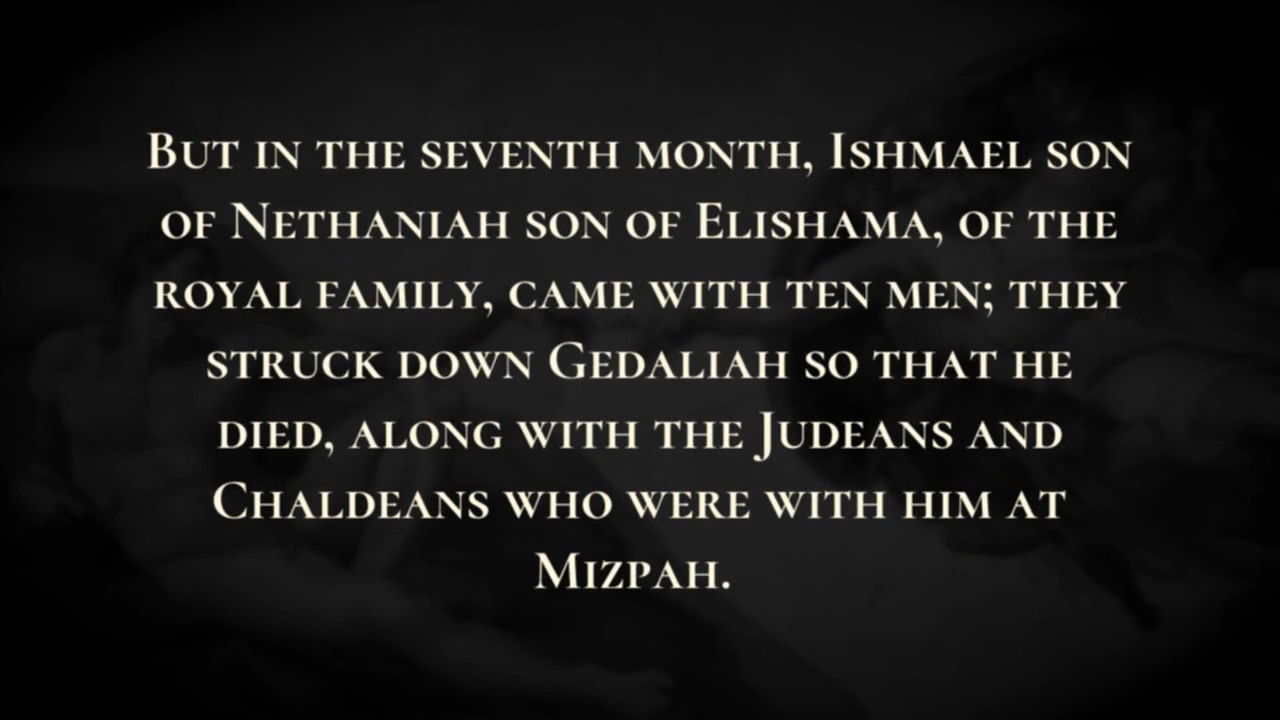 But in the seventh month, Ishmael son
of Nethaniah son of Elishama, of the
royal family, came with ten men; they
struck down Gedaliah so that he
died, along with the Judeans and
Chaldeans who were with him at
Mizpah.